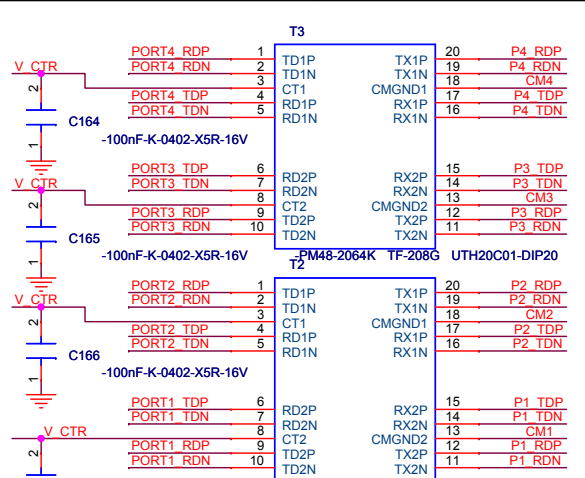 T3
PORT4_RDP 1 TD1P TX1P 20 P4_RDP
V_CTR PORT4_RDN 2 TD1N TX1N 19 P4_RDN
3 CT1 CMGND1 18 CM4
2 PORT4_TDP 4 RD1P RX1P 17 P4_TDP
PORT4_TDN 5 RD1N RX1N 16 P4_TDN
C164
1 -100nF-K-0402-X5R-16V
PORT3_TDP 6 RD2P RX2P 15 P3_TDP
V_CTR PORT3_TDN 7 RD2N RX2N 14 P3_TDN
8 CT2 CMGND2 13 CM3
2 PORT3_RDP 9 TD2P TX2P 12 P3_RDP
PORT3_RDN 10 TD2N TX2N 11 P3_RDN
C165
1 -100nF-K-0402-X5R-16V -PM48-2064K TF-208G UTH20C01-DIP20
T2
PORT2_RDP 1 TD1P TX1P 20 P2_RDP
V_CTR PORT2_RDN 2 TD1N TX1N 19 P2_RDN
3 CT1 CMGND1 18 CM2
2 PORT2_TDP 4 RD1P RX1P 17 P2_TDP
PORT2_TDN 5 RD1N RX1N 16 P2_TDN
C166
1 -100nF-K-0402-X5R-16V
PORT1_TDP 6 RD2P RX2P 15 P1_TDP
PORT1_TDN 7 RD2N RX2N 14 P1_TDN
V_CTR 8 CT2 CMGND2 13 CM1
2 PORT1_RDP 9 TD2P TX2P 12 P1_RDP
PORT1_RDN 10 TD2N TX2N 11 P1_RDN